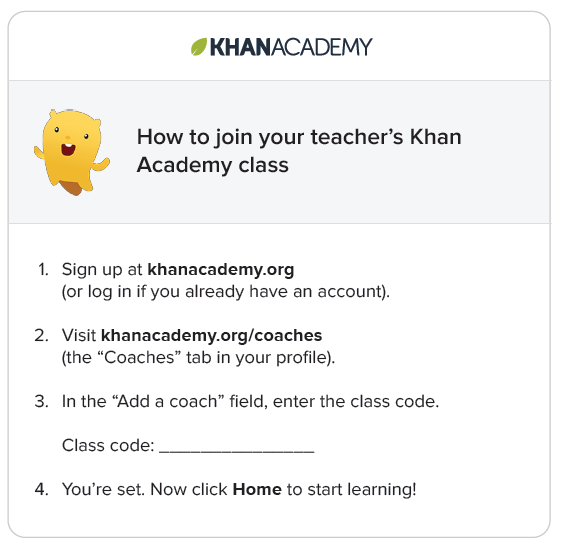 KHANACADEMY
How to join your teacher’s Khan
Academy class
1. Sign up at khanacademy.org
(or log in if you already have an account).
2. Visit khanacademy.org/coaches
(the “Coaches” tab in your profile).
3. In the “Add a coach” field, enter the class code.
Class code: ________________
4. You’re set. Now click Home to start learning!